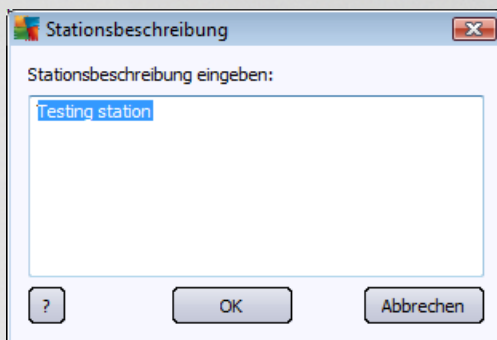 Stationsbeschreibung
Stationsbeschreibung eingeben:
Testing station
?
OK
Abbrechen